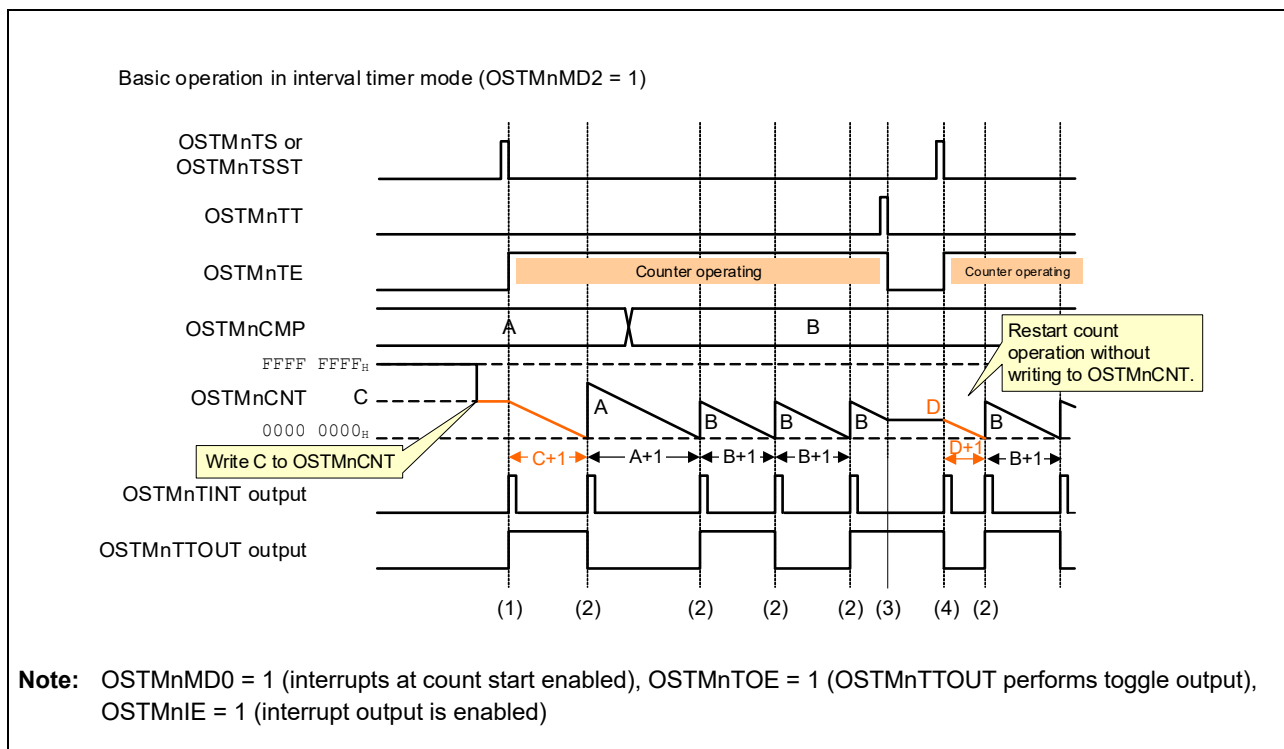 Basic operation in interval timer mode (OSTMnMD2 = 1)
OSTMnTS or
OSTMnTSST
OSTMnTT
OSTMnTE
Counter operating
Counter operating
OSTMnCMP
A
B
Restart count
operation without
writing to OSTMnCNT.
FFFF FFFFH
OSTMnCNT
C
A
B
B
B
D
B
0000 0000H
Write C to OSTMnCNT
C+1
A+1
B+1
B+1
D+1
B+1
OSTMnTINT output
OSTMnTTOUT output
(1) (2) (2) (2) (2) (3) (4) (2)
Note: OSTMnMD0 = 1 (interrupts at count start enabled), OSTMnTOE = 1 (OSTMnTTOUT performs toggle output),
OSTMnIE = 1 (interrupt output is enabled)